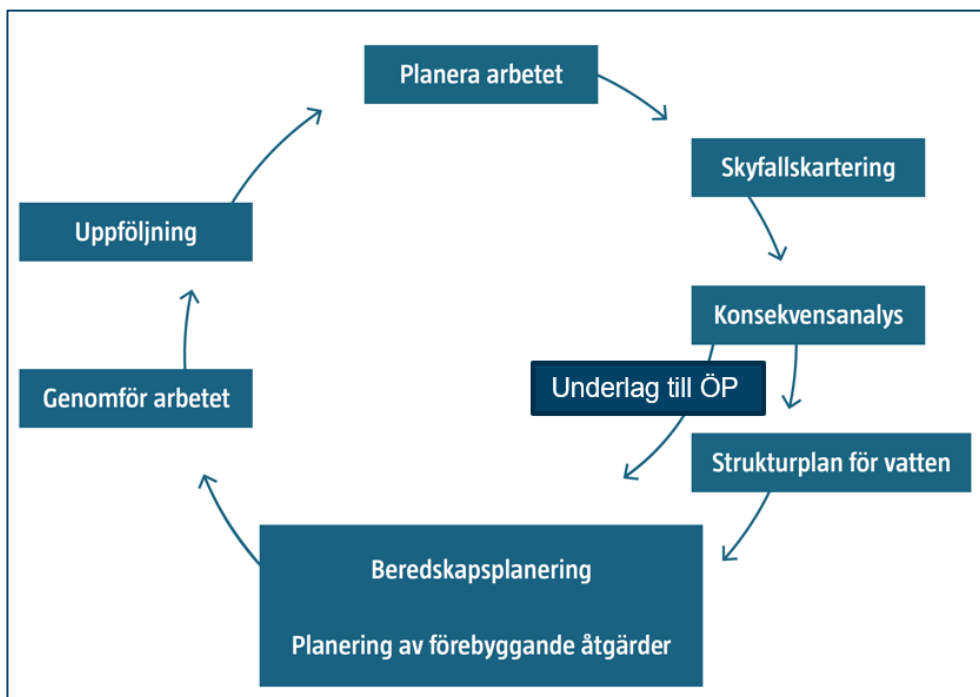 Planera arbetet
Skyfallskartering
Konsekvensanalys
Underlag till ÖP
Strukturplan för vatten
Beredskapsplanering
Planering av förebyggande åtgärder
Genomför arbetet
Uppföljning